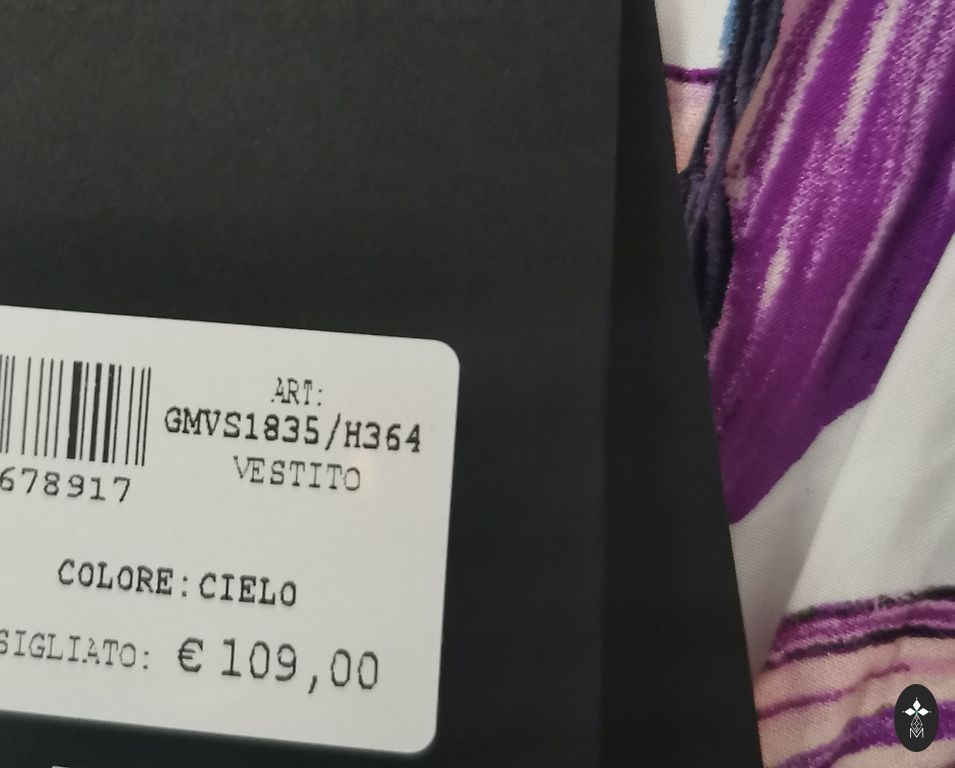 ART:
GMVS1835/H364
VESTITO
678917
COLORE: CIELO
SIGLIATO: € 109,00